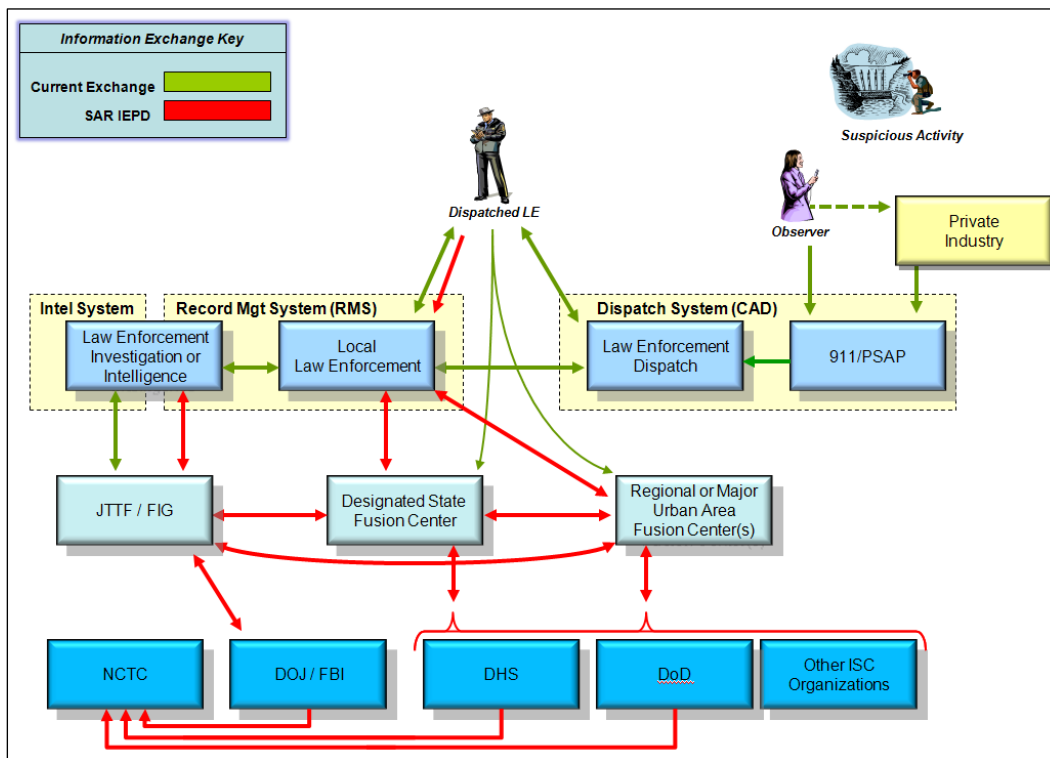 Information Exchange Key
Current Exchange
SAR IEPD
Suspicious Activity
Dispatched LE
Observer
Private
Industry
Intel System
Record Mgt System (RMS)
Dispatch System (CAD)
Law Enforcement
Investigation or
Intelligence
Local
Law Enforcement
Law Enforcement
Dispatch
911/PSAP
JTTF / FIG
Designated State
Fusion Center
Regional or Major
Urban Area
Fusion Center(s)
NCTC
DOJ / FBI
DHS
DoD
Other ISC
Organizations